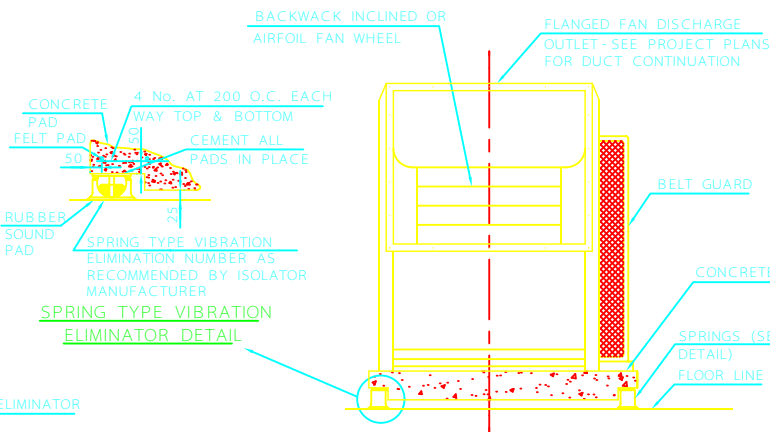 BACKWACK INCLINED OR
AIRFOIL FAN WHEEL
FLANGED FAN DISCHARGE
OUTLET - SEE PROJECT PLANS
FOR DUCT CONTINUATION
4 No. AT 200 O.C. EACH
WAY TOP & BOTTOM
CONCRETE
PAD
FELT PAD
50
50
CEMENT ALL
PADS IN PLACE
25
RUBBER
SOUND
PAD
SPRING TYPE VIBRATION
ELIMINATION NUMBER AS
RECOMMENDED BY ISOLATOR
MANUFACTURER
SPRING TYPE VIBRATION
ELIMINATOR DETAIL
BELT GUARD
CONCRETE
SPRINGS (SE
DETAIL)
FLOOR LINE
ELIMINATOR